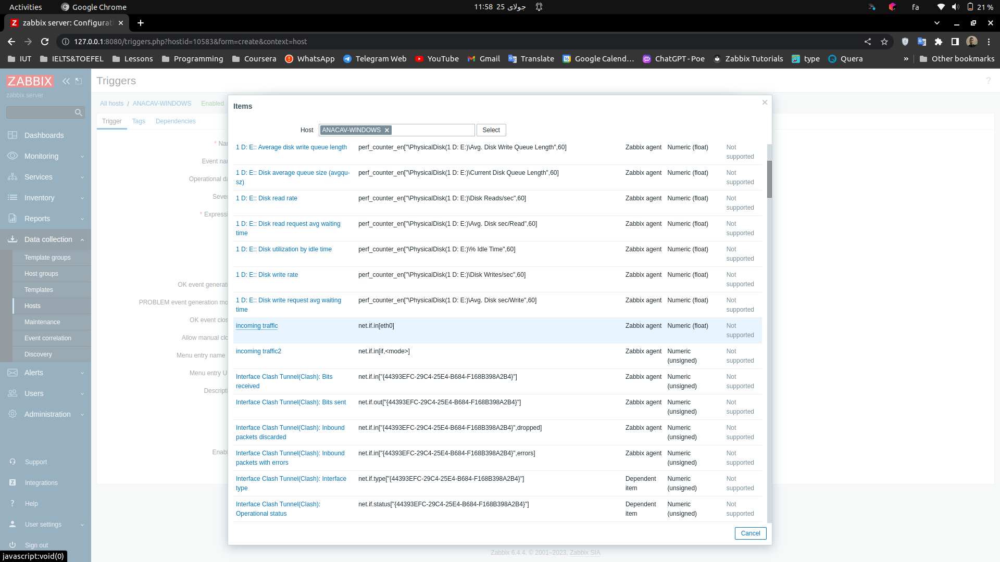 Activities
Google Chrome
11:58 25 جولای
fa
21 %
zabbix server: Configurati
127.0.0.1:8080/triggers.php?hostid=10583&form=create&context=host
IUT
IELTS&TOEFEL
Lessons
Programming
Coursera
WhatsApp
Telegram Web
YouTube
Gmail
Translate
Google Calend…
ChatGPT - Poe
Zabbix Tutorials
type
Quera
»
Other bookmarks
ZABBIX
zabbix server
Dashboards
Monitoring
Services
Inventory
Reports
Data collection
Template groups
Host groups
Templates
Hosts
Maintenance
Event correlation
Discovery
Alerts
Users
Administration
Support
Integrations
Help
User settings
Sign out
javascript:void(0)
Triggers
?
All hosts / ANACAV-WINDOWS Enabled
Trigger Tags Dependencies
* Nam
Event nam
Operational da
Sever
* Expressi
OK event generati
PROBLEM event generation mo
OK event clos
Allow manual clo
Menu entry name
Menu entry U
Descripti
Enabl
Items
Host ANACAV-WINDOWS Select
1 D: E:: Average disk write queue length perf_counter_en["\PhysicalDisk(1 D: E:)\Avg. Disk Write Queue Length",60] Zabbix agent Numeric (float) Not supported
1 D: E:: Disk average queue size (avgqu-sz) perf_counter_en["\PhysicalDisk(1 D: E:)\Current Disk Queue Length",60] Zabbix agent Numeric (float) Not supported
1 D: E:: Disk read rate perf_counter_en["\PhysicalDisk(1 D: E:)\Disk Reads/sec",60] Zabbix agent Numeric (float) Not supported
1 D: E:: Disk read request avg waiting time perf_counter_en["\PhysicalDisk(1 D: E:)\Avg. Disk sec/Read",60] Zabbix agent Numeric (float) Not supported
1 D: E:: Disk utilization by idle time perf_counter_en["\PhysicalDisk(1 D: E:)\% Idle Time",60] Zabbix agent Numeric (float) Not supported
1 D: E:: Disk write rate perf_counter_en["\PhysicalDisk(1 D: E:)\Disk Writes/sec",60] Zabbix agent Numeric (float) Not supported
1 D: E:: Disk write request avg waiting time perf_counter_en["\PhysicalDisk(1 D: E:)\Avg. Disk sec/Write",60] Zabbix agent Numeric (float) Not supported
incoming traffic net.if.in[eth0] Zabbix agent Numeric (float) Not supported
incoming traffic2 net.if.in[if,<mode>] Zabbix agent Numeric (unsigned) Not supported
Interface Clash Tunnel(Clash): Bits received net.if.in["{44393EFC-29C4-25E4-B684-F168B398A2B4}"] Zabbix agent Numeric (unsigned) Not supported
Interface Clash Tunnel(Clash): Bits sent net.if.out["{44393EFC-29C4-25E4-B684-F168B398A2B4}"] Zabbix agent Numeric (unsigned) Not supported
Interface Clash Tunnel(Clash): Inbound packets discarded net.if.in["{44393EFC-29C4-25E4-B684-F168B398A2B4}",dropped] Zabbix agent Numeric (unsigned) Not supported
Interface Clash Tunnel(Clash): Inbound packets with errors net.if.in["{44393EFC-29C4-25E4-B684-F168B398A2B4}",errors] Zabbix agent Numeric (unsigned) Not supported
Interface Clash Tunnel(Clash): Interface type net.if.type["{44393EFC-29C4-25E4-B684-F168B398A2B4}"] Dependent item Numeric (unsigned) Not supported
Interface Clash Tunnel(Clash): Operational status net.if.status["{44393EFC-29C4-25E4-B684-F168B398A2B4}"] Dependent item Numeric (unsigned) Not supported
Cancel
Zabbix 6.4.4. © 2001–2023, Zabbix SIA